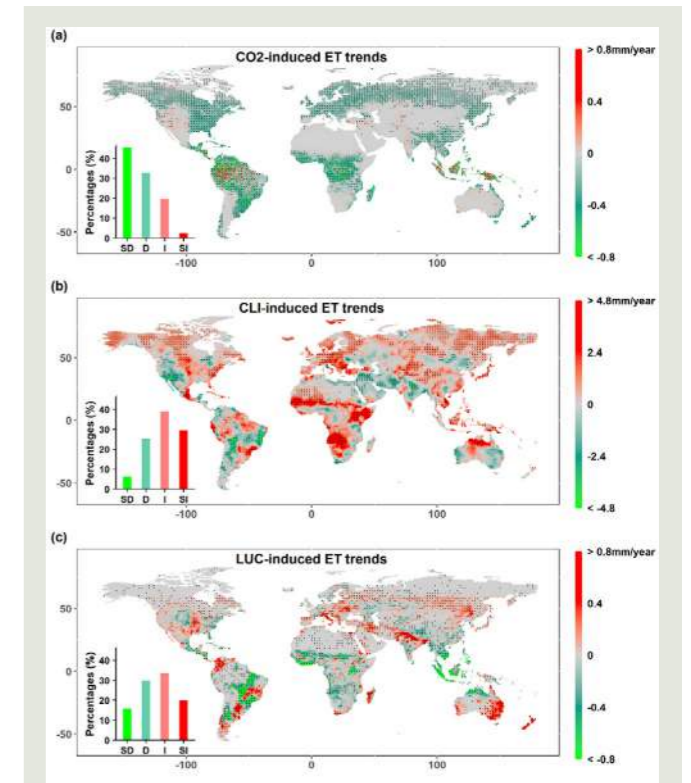 (a)
CO2-induced ET trends
> 0.8mm/year
0.4
0
-0.4
< -0.8
50
0
-50
Percentages (%)
40
30
20
10
0
SD D I SI
-100 0 100
(b)
CLI-induced ET trends
> 4.8mm/year
2.4
0
-2.4
< -4.8
50
0
-50
Percentages (%)
40
30
20
10
0
SD D I SI
-100 0 100
(c)
LUC-induced ET trends
> 0.8mm/year
0.4
0
-0.4
< -0.8
50
0
-50
Percentages (%)
40
30
20
10
0
SD D I SI
-100 0 100